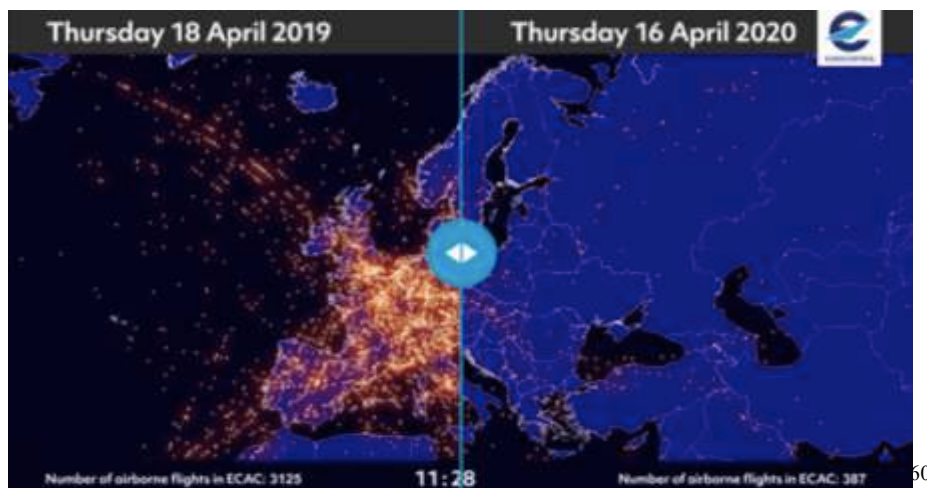 Thursday 18 April 2019
Thursday 16 April 2020
EUROCONTROL
Number of airborne flights in ECAC: 3125
11:28
Number of airborne flights in ECAC: 387
60